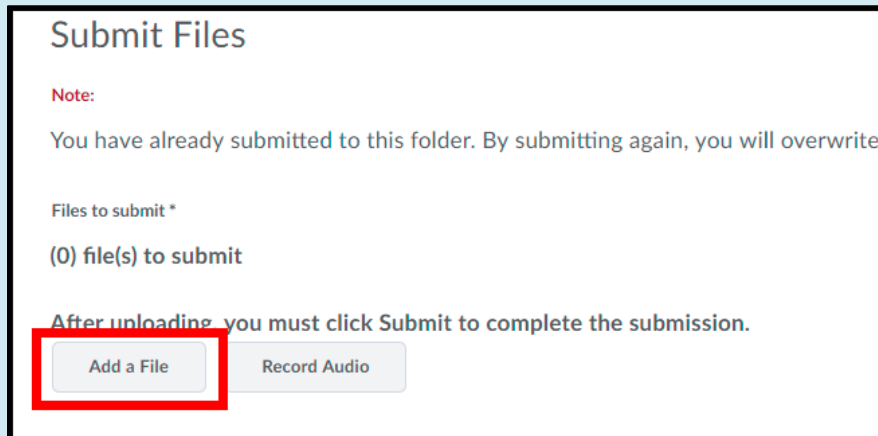 Submit Files
Note:
You have already submitted to this folder. By submitting again, you will overwrite
Files to submit *
(0) file(s) to submit
After uploading, you must click Submit to complete the submission.
Add a File Record Audio